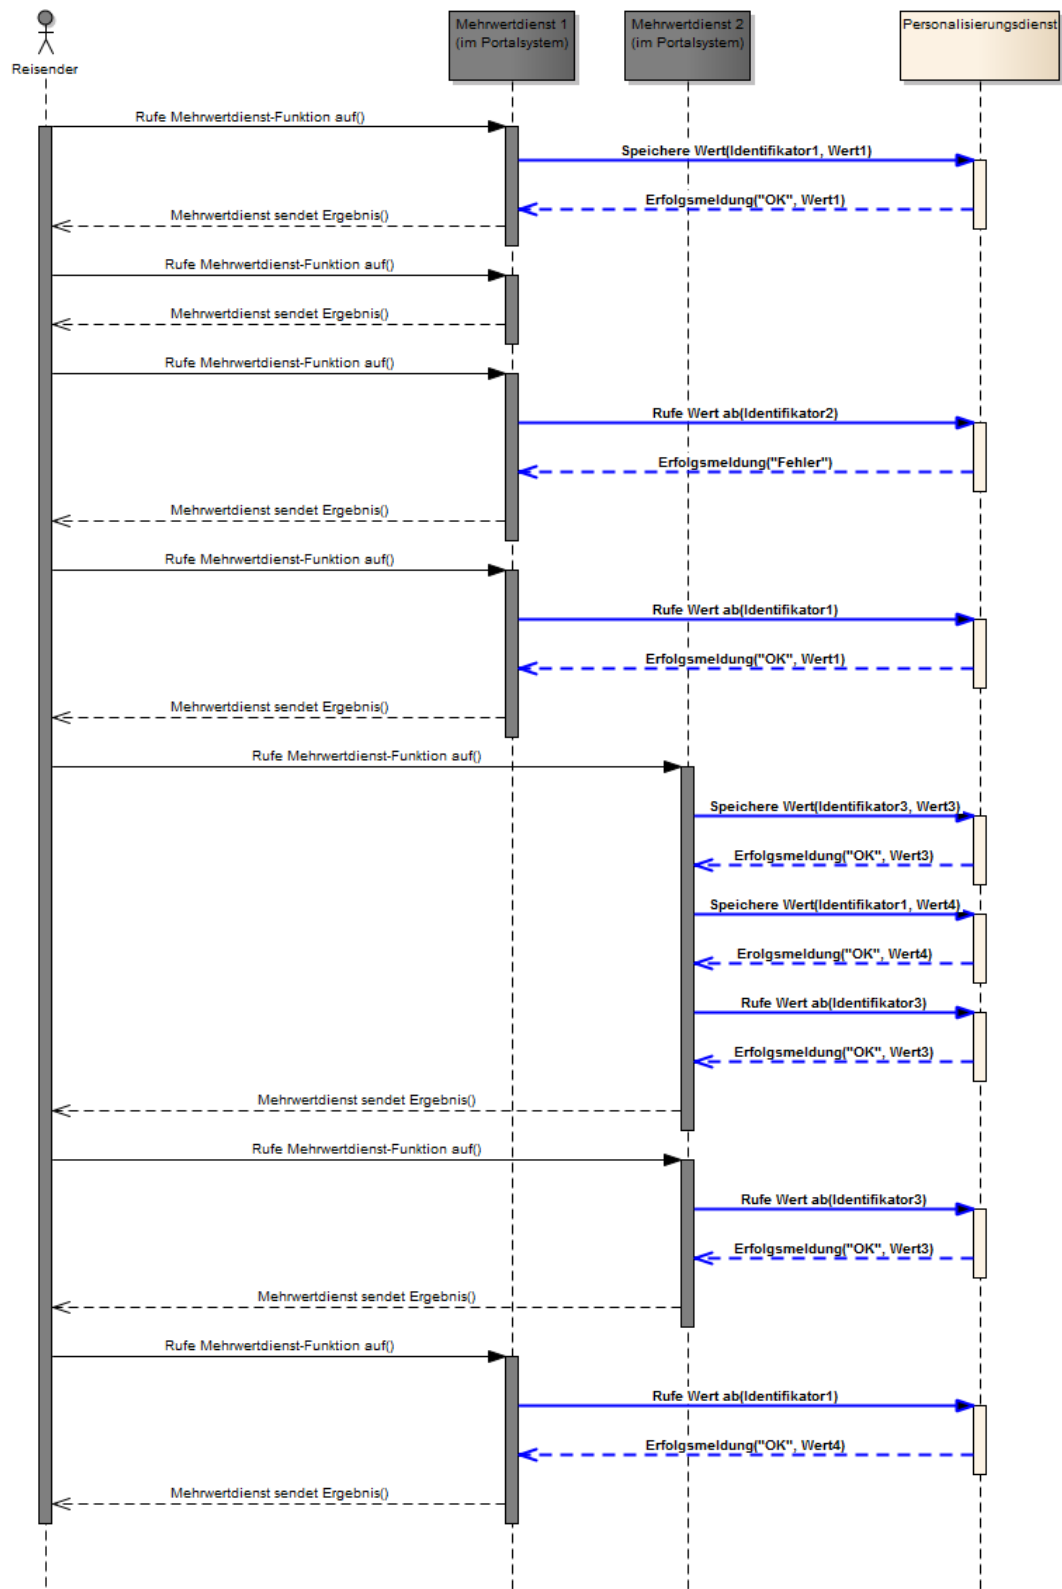 Reisender
Mehrwertdienst 1
(im Portalsystem)
Mehrwertdienst 2
(im Portalsystem)
Personalisierungsdienst
Rufe Mehrwertdienst-Funktion auf()
Speichere Wert(Identifikator1, Wert1)
Erfolgsmeldung("OK", Wert1)
Mehrwertdienst sendet Ergebnis()
Rufe Mehrwertdienst-Funktion auf()
Mehrwertdienst sendet Ergebnis()
Rufe Mehrwertdienst-Funktion auf()
Rufe Wert ab(Identifikator2)
Erfolgsmeldung("Fehler")
Mehrwertdienst sendet Ergebnis()
Rufe Mehrwertdienst-Funktion auf()
Rufe Wert ab(Identifikator1)
Erfolgsmeldung("OK", Wert1)
Mehrwertdienst sendet Ergebnis()
Rufe Mehrwertdienst-Funktion auf()
Speichere Wert(Identifikator3, Wert3)
Erfolgsmeldung("OK", Wert3)
Speichere Wert(Identifikator1, Wert4)
Erolgsmeldung("OK", Wert4)
Rufe Wert ab(Identifikator3)
Erfolgsmeldung("OK", Wert3)
Mehrwertdienst sendet Ergebnis()
Rufe Mehrwertdienst-Funktion auf()
Rufe Wert ab(Identifikator3)
Erfolgsmeldung("OK", Wert3)
Mehrwertdienst sendet Ergebnis()
Rufe Mehrwertdienst-Funktion auf()
Rufe Wert ab(Identifikator1)
Erfolgsmeldung("OK", Wert4)
Mehrwertdienst sendet Ergebnis()